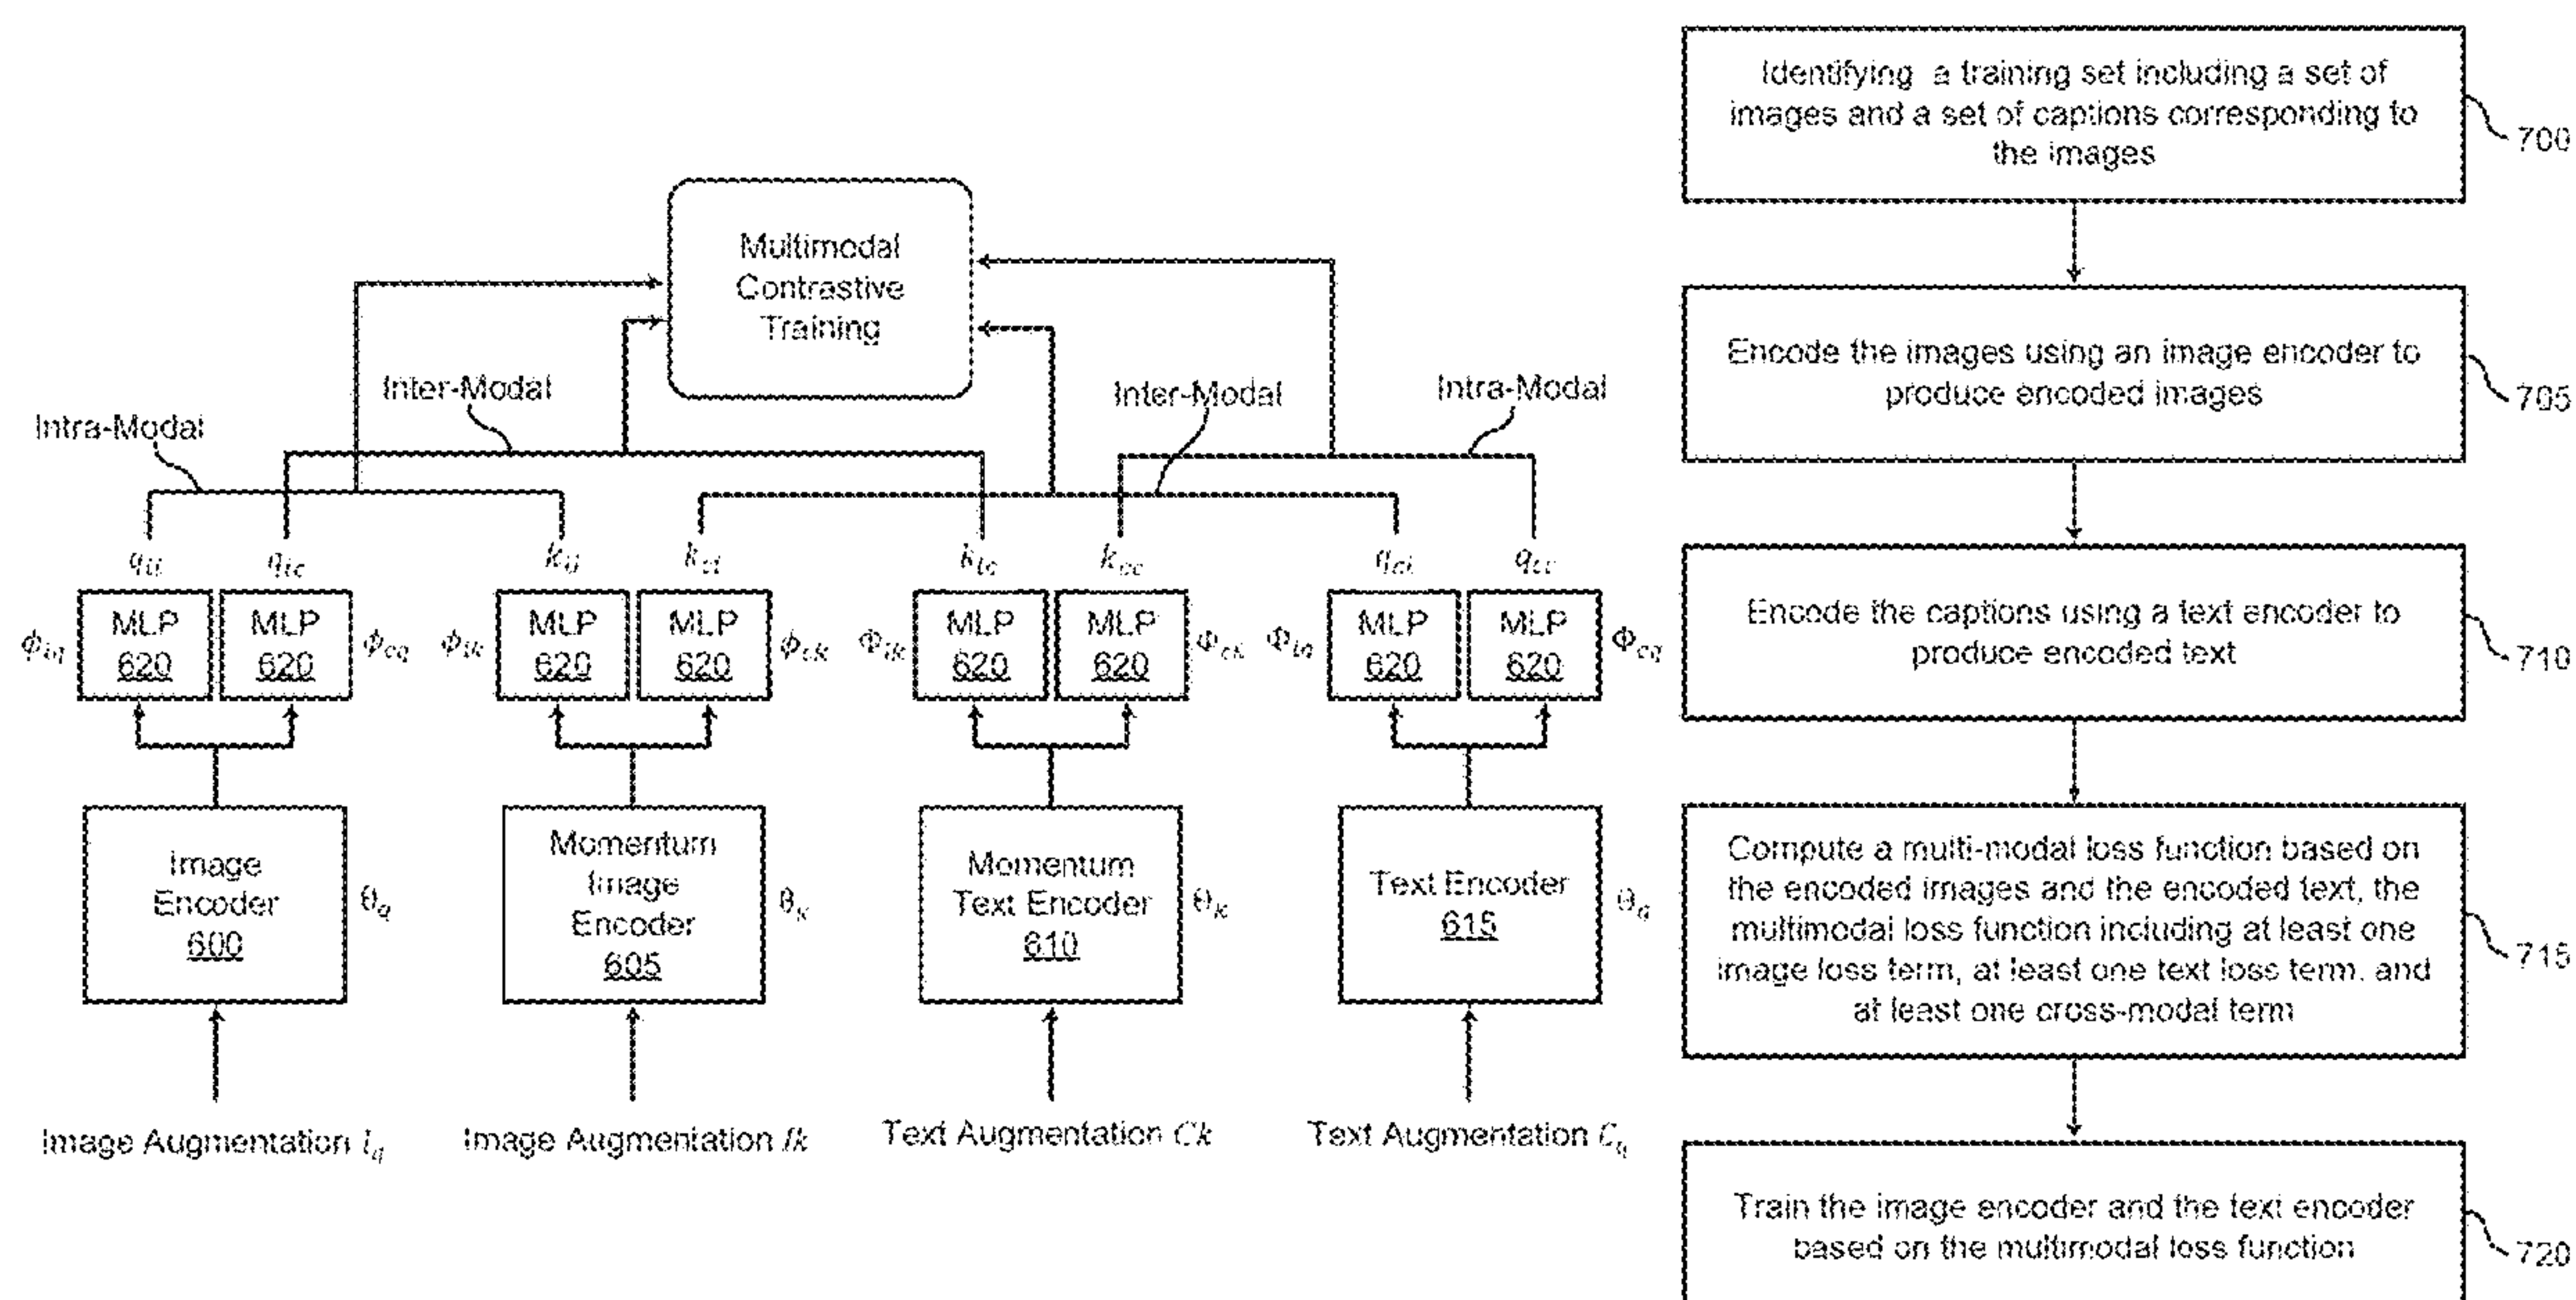 Multimodal
Contrastive
Training
Intra-Modal
Inter-Modal
Inter-Modal
Intra-Modal
q_ii
q_ic
k_ii
k_ci
k_ic
k_cc
q_ci
q_cc
ϕ_iq
MLP
620
MLP
620
ϕ_cq
ϕ_ik
MLP
620
MLP
620
ϕ_ck
Φ_ik
MLP
620
MLP
620
Φ_ck
Φ_iq
MLP
620
MLP
620
Φ_cq
Image
Encoder
600
θ_q
Momentum
Image
Encoder
605
θ_k
Momentum
Text Encoder
610
Θ_k
Text Encoder
615
Θ_q
Image Augmentation I_q
Image Augmentation Ik
Text Augmentation Ck
Text Augmentation C_q
Identifying a training set including a set of
images and a set of captions corresponding to
the images
700
Encode the images using an image encoder to
produce encoded images
705
Encode the captions using a text encoder to
produce encoded text
710
Compute a multi-modal loss function based on
the encoded images and the encoded text, the
multimodal loss function including at least one
image loss term, at least one text loss term, and
at least one cross-modal term
715
Train the image encoder and the text encoder
based on the multimodal loss function
720